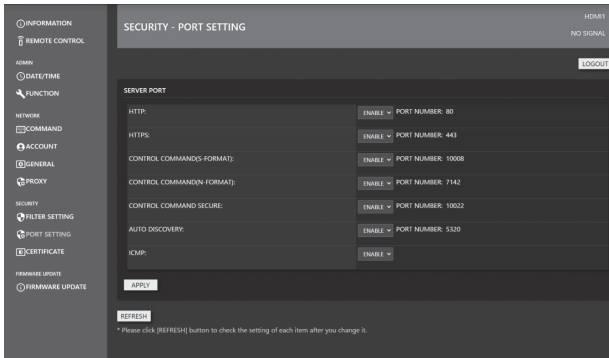 INFORMATION
REMOTE CONTROL
ADMIN
DATE/TIME
FUNCTION
NETWORK
COMMAND
ACCOUNT
GENERAL
PROXY
SECURITY
FILTER SETTING
PORT SETTING
CERTIFICATE
FIRMWARE UPDATE
FIRMWARE UPDATE
SECURITY - PORT SETTING
HDMI1
NO SIGNAL
LOGOUT
SERVER PORT
HTTP: ENABLE PORT NUMBER: 80
HTTPS: ENABLE PORT NUMBER: 443
CONTROL COMMAND(S-FORMAT): ENABLE PORT NUMBER: 10008
CONTROL COMMAND(N-FORMAT): ENABLE PORT NUMBER: 7142
CONTROL COMMAND SECURE: ENABLE PORT NUMBER: 10022
AUTO DISCOVERY: ENABLE PORT NUMBER: 5320
ICMP: ENABLE
APPLY
REFRESH
* Please click [REFRESH] button to check the setting of each item after you change it.